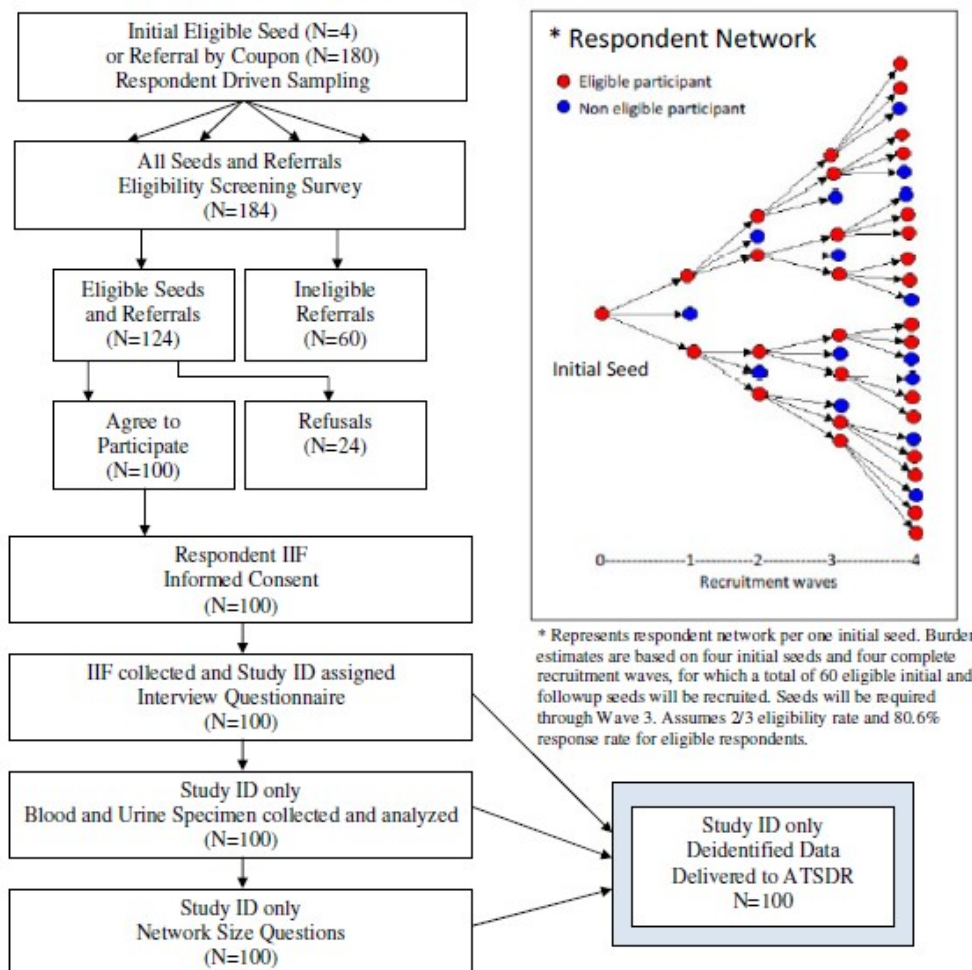 Initial Eligible Seed (N=4)
or Referral by Coupon (N=180)
Respondent Driven Sampling
All Seeds and Referrals
Eligibility Screening Survey
(N=184)
Eligible Seeds
and Referrals
(N=124)
Ineligible
Referrals
(N=60)
Agree to
Participate
(N=100)
Refusals
(N=24)
Respondent IIF
Informed Consent
(N=100)
IIF collected and Study ID assigned
Interview Questionnaire
(N=100)
Study ID only
Blood and Urine Specimen collected and analyzed
(N=100)
Study ID only
Network Size Questions
(N=100)
* Respondent Network
Eligible participant
Non eligible participant
Initial Seed
0---------------1-----------2-----------3------------4
Recruitment waves
* Represents respondent network per one initial seed. Burden
estimates are based on four initial seeds and four complete
recruitment waves, for which a total of 60 eligible initial and
followup seeds will be recruited. Seeds will be required
through Wave 3. Assumes 2/3 eligibility rate and 80.6%
response rate for eligible respondents.
Study ID only
Deidentified Data
Delivered to ATSDR
N=100